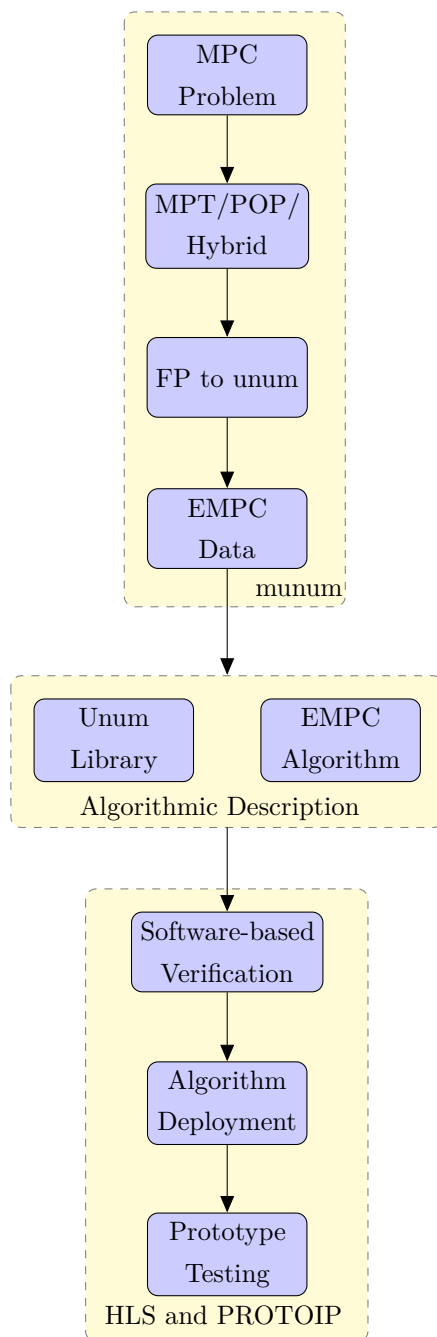 MPC
Problem
MPT/POP/
Hybrid
FP to unum
EMPC
Data
munum
Unum
Library
EMPC
Algorithm
Algorithmic Description
Software-based
Verification
Algorithm
Deployment
Prototype
Testing
HLS and PROTOIP